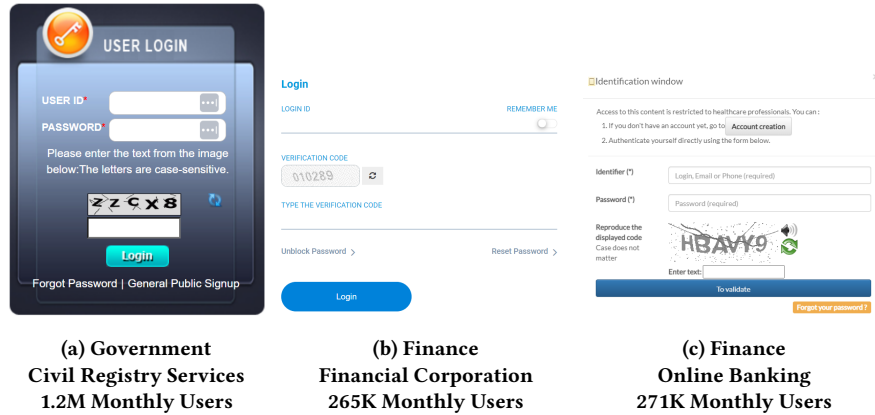 USER LOGIN
USER ID*
PASSWORD*
Please enter the text from the image
below:The letters are case-sensitive.
z z c x 8
Login
Forgot Password | General Public Signup
(a) Government
Civil Registry Services
1.2M Monthly Users
Login
LOGIN ID
REMEMBER ME
VERIFICATION CODE
010289
TYPE THE VERIFICATION CODE
Unblock Password >
Reset Password >
Login
(b) Finance
Financial Corporation
265K Monthly Users
Identification window
Access to this content is restricted to healthcare professionals. You can :
1. If you don't have an account yet, go to Account creation
2. Authenticate yourself directly using the form below.
Identifier (*)
Login, Email or Phone (required)
Password (*)
Password (required)
Reproduce the
displayed code
Case does not
matter
HBAVY9
Enter text:
To validate
Forgot your password ?
(c) Finance
Online Banking
271K Monthly Users